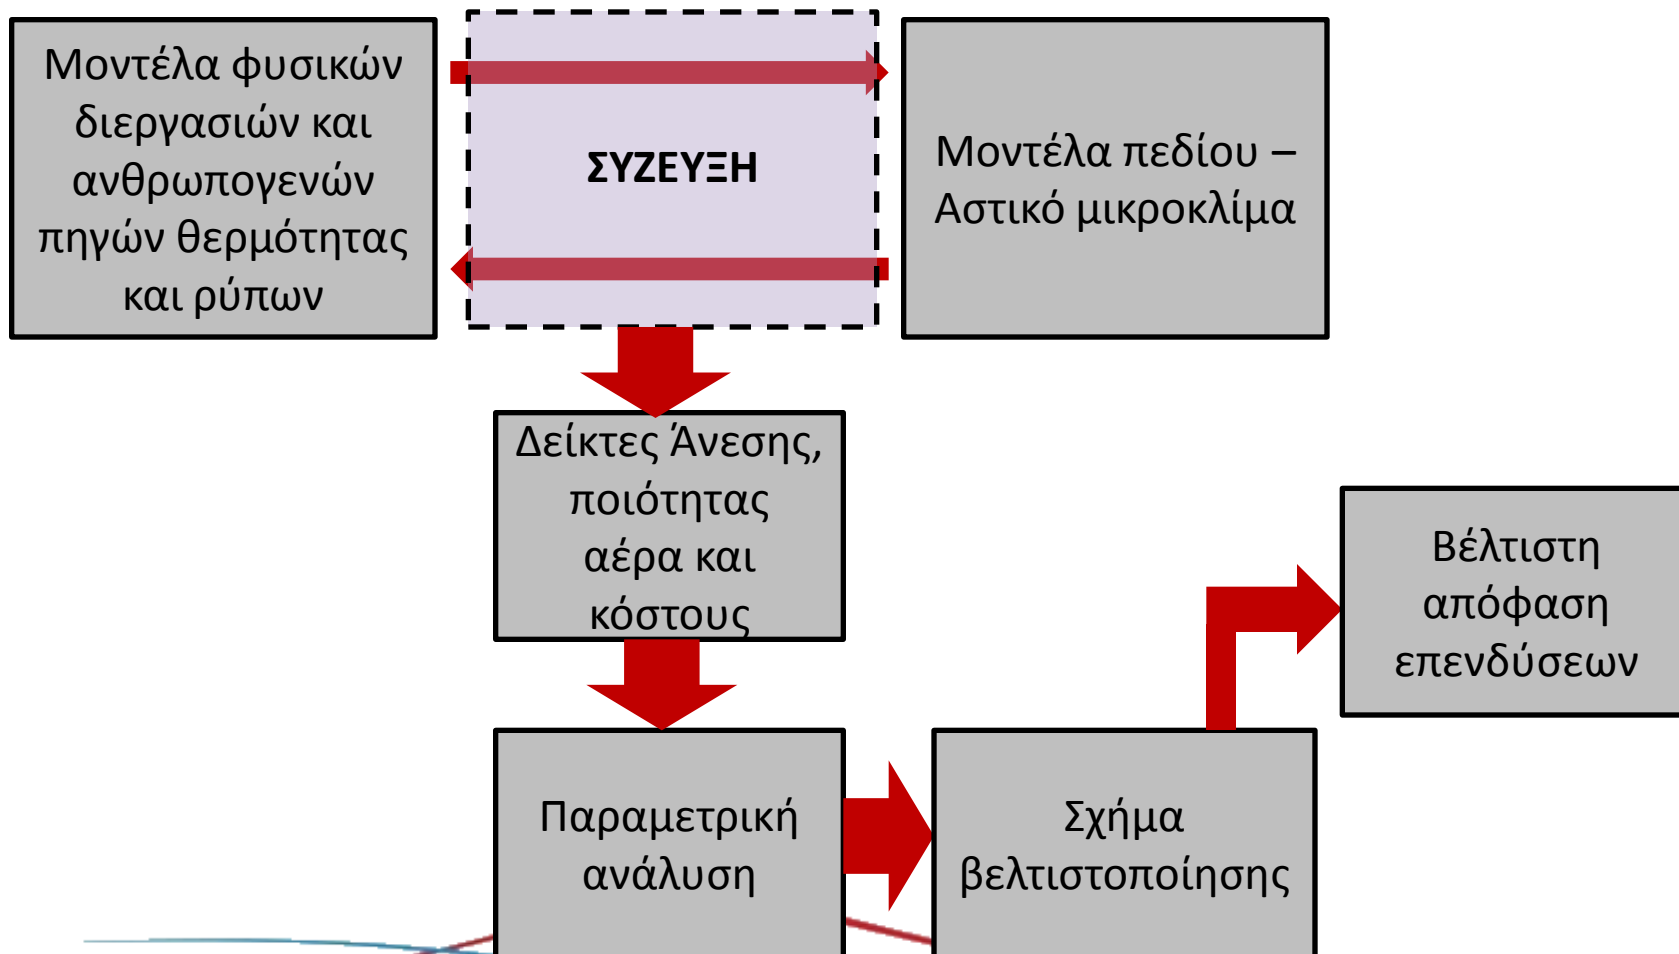 Μοντέλα φυσικών
διεργασιών και
ανθρωπογενών
πηγών θερμότητας
και ρύπων
ΣΥΖΕΥΞΗ
Μοντέλα πεδίου –
Αστικό μικροκλίμα
Δείκτες Άνεσης,
ποιότητας
αέρα και
κόστους
Βέλτιστη
απόφαση
επενδύσεων
Παραμετρική
ανάλυση
Σχήμα
βελτιστοποίησης